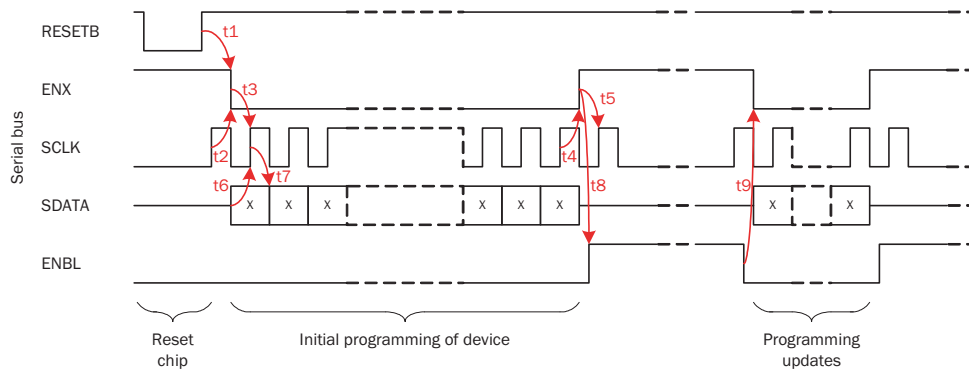 RESETB
t1
ENX
t3
t5
Serial bus
SCLK
t2
t4
t6
t7
t8
t9
SDATA
X X X X X X X X
ENBL
Reset
chip
Initial programming of device
Programming
updates